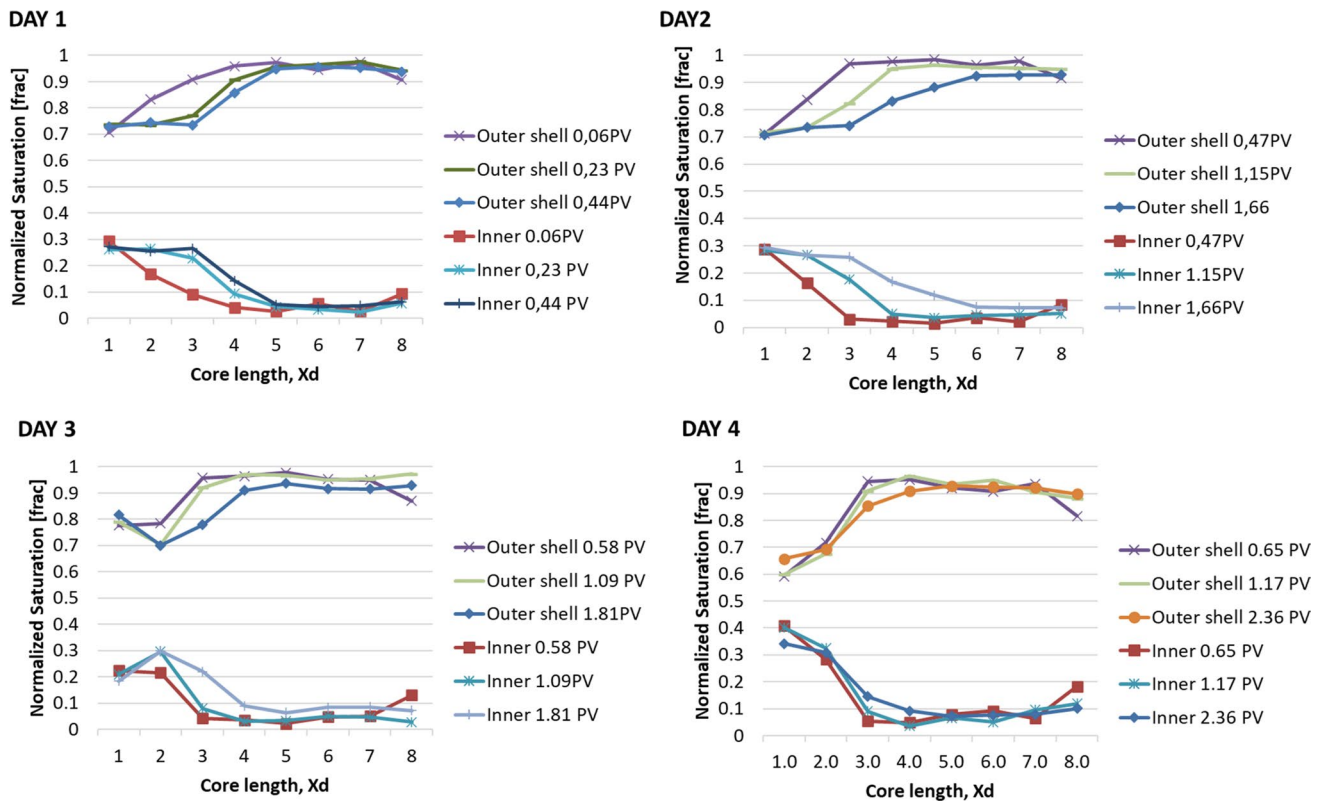 DAY 1
Normalized Saturation [frac]
1
0.9
0.8
0.7
0.6
0.5
0.4
0.3
0.2
0.1
0
1 2 3 4 5 6 7 8
Core length, Xd
Outer shell 0,06PV
Outer shell 0,23 PV
Outer shell 0,44PV
Inner 0.06PV
Inner 0,23 PV
Inner 0,44 PV
DAY2
Normalized Saturation [frac]
1
0.9
0.8
0.7
0.6
0.5
0.4
0.3
0.2
0.1
0
1 2 3 4 5 6 7 8
Core length, Xd
Outer shell 0,47PV
Outer shell 1,15PV
Outer shell 1,66
Inner 0,47PV
Inner 1.15PV
Inner 1,66PV
DAY 3
Normalized Saturation [frac]
1
0.9
0.8
0.7
0.6
0.5
0.4
0.3
0.2
0.1
0
1 2 3 4 5 6 7 8
Core length, Xd
Outer shell 0.58 PV
Outer shell 1.09 PV
Outer shell 1.81PV
Inner 0.58 PV
Inner 1.09PV
Inner 1.81 PV
DAY 4
Normalized Saturation [frac]
1
0.9
0.8
0.7
0.6
0.5
0.4
0.3
0.2
0.1
0
1.0 2.0 3.0 4.0 5.0 6.0 7.0 8.0
Core length, Xd
Outer shell 0.65 PV
Outer shell 1.17 PV
Outer shell 2.36 PV
Inner 0.65 PV
Inner 1.17 PV
Inner 2.36 PV